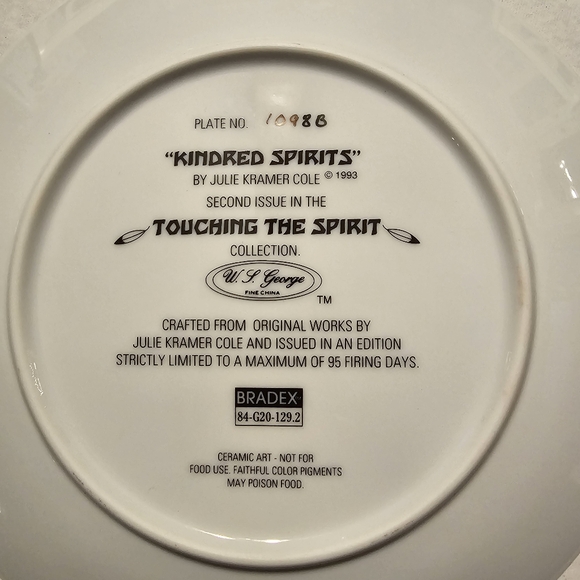 PLATE NO. 1098B
“KINDRED SPIRITS”
BY JULIE KRAMER COLE © 1993
SECOND ISSUE IN THE
TOUCHING THE SPIRIT
COLLECTION.
W. S. George
FINE CHINA
TM
CRAFTED FROM ORIGINAL WORKS BY
JULIE KRAMER COLE AND ISSUED IN AN EDITION
STRICTLY LIMITED TO A MAXIMUM OF 95 FIRING DAYS.
BRADEX
84-G20-129.2
CERAMIC ART - NOT FOR
FOOD USE. FAITHFUL COLOR PIGMENTS
MAY POISON FOOD.